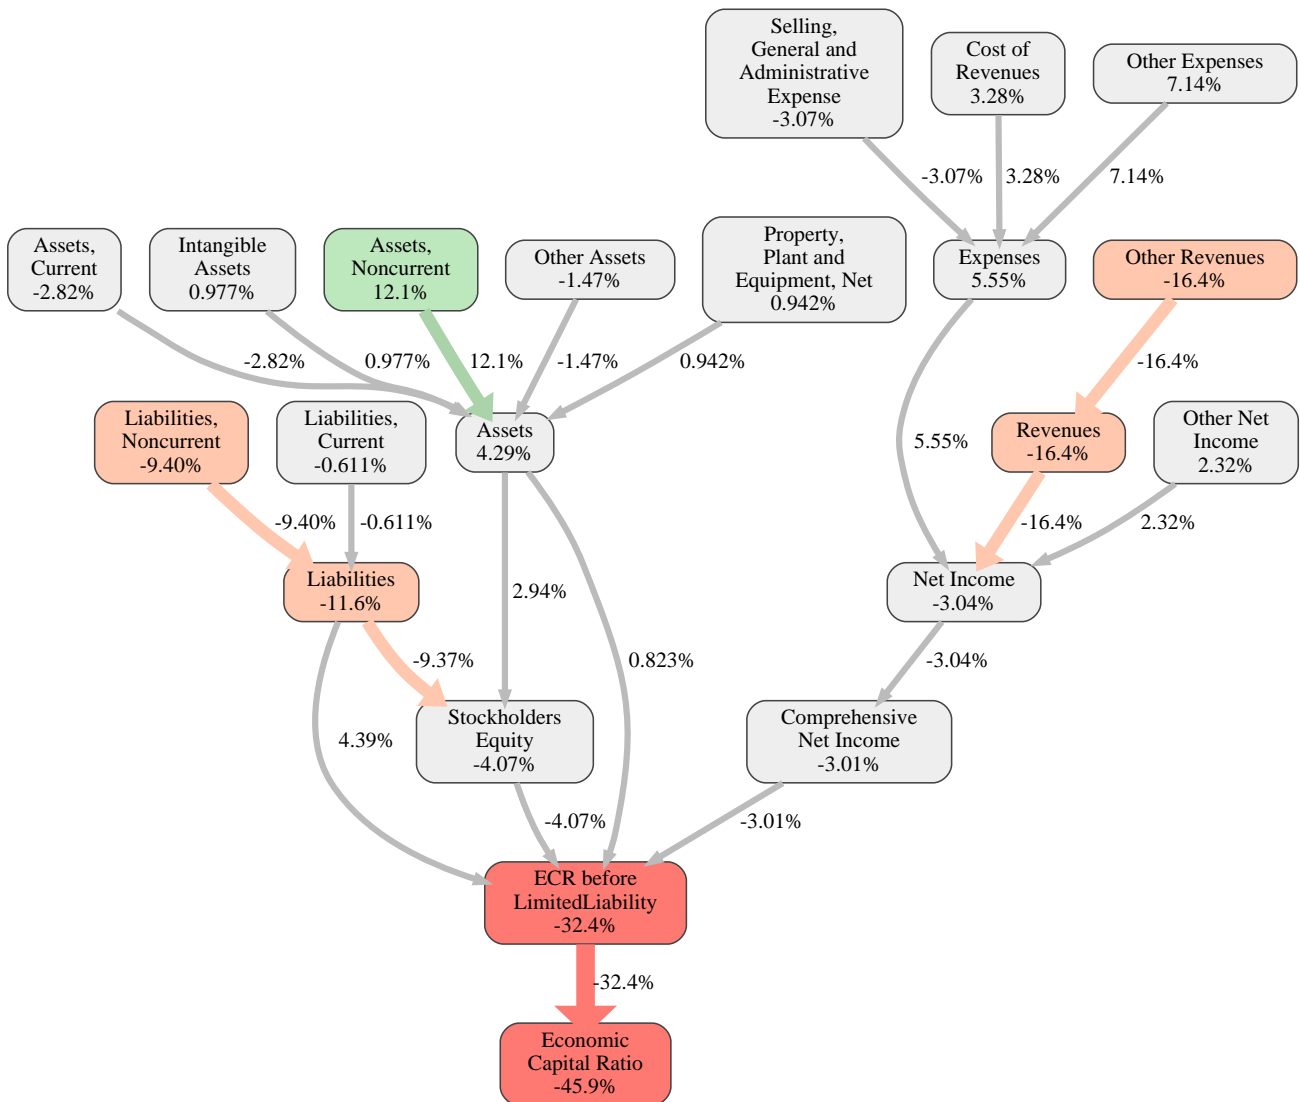 Selling,
General and
Administrative
Expense
-3.07%
Cost of
Revenues
3.28%
Other Expenses
7.14%
-3.07%
3.28%
7.14%
Assets,
Current
-2.82%
Intangible
Assets
0.977%
Assets,
Noncurrent
12.1%
Other Assets
-1.47%
Property,
Plant and
Equipment, Net
0.942%
Expenses
5.55%
Other Revenues
-16.4%
-2.82%
0.977%
12.1%
-1.47%
0.942%
-16.4%
Liabilities,
Noncurrent
-9.40%
Liabilities,
Current
-0.611%
Assets
4.29%
5.55%
Revenues
-16.4%
Other Net
Income
2.32%
-9.40%
-0.611%
-16.4%
2.32%
Liabilities
-11.6%
2.94%
Net Income
-3.04%
-9.37%
0.823%
-3.04%
4.39%
Stockholders
Equity
-4.07%
Comprehensive
Net Income
-3.01%
-4.07%
-3.01%
ECR before
LimitedLiability
-32.4%
-32.4%
Economic
Capital Ratio
-45.9%